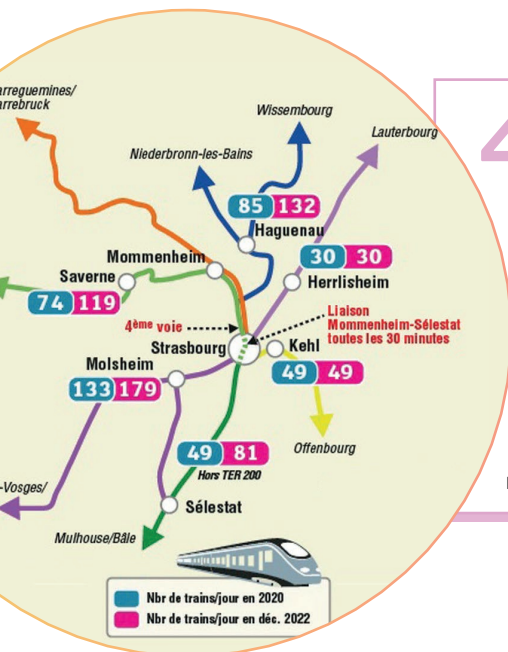 arreguemines/
arrebruck
Wissembourg
Lauterbourg
4
Niederbronn-les-Bains
85 132
Haguenau
Mommenheim
30 30
Saverne
Herrlisheim
74 119
Liaison
Mommenheim-Sélestat
toutes les 30 minutes
4ème voie
Strasbourg
Kehl
Molsheim
49 49
133 179
Offenbourg
49 81
Hors TER 200
-Vosges/
Sélestat
Mulhouse/Bâle
Nbr de trains/jour en 2020
Nbr de trains/jour en déc. 2022